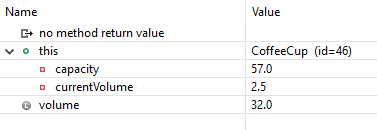 Name Value
no method return value
this CoffeeCup (id=46)
capacity 57.0
currentVolume 2.5
volume 32.0